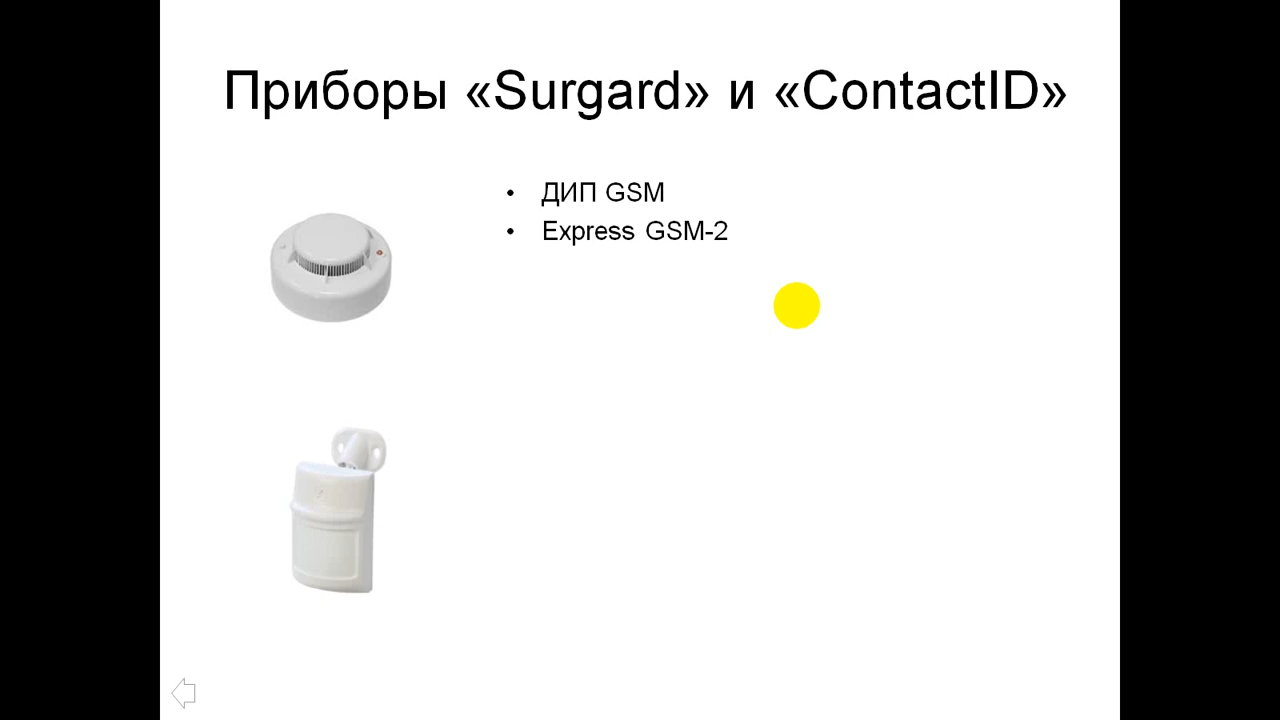 Приборы «Surgard» и «ContactID»
• ДИП GSM
• Express GSM-2